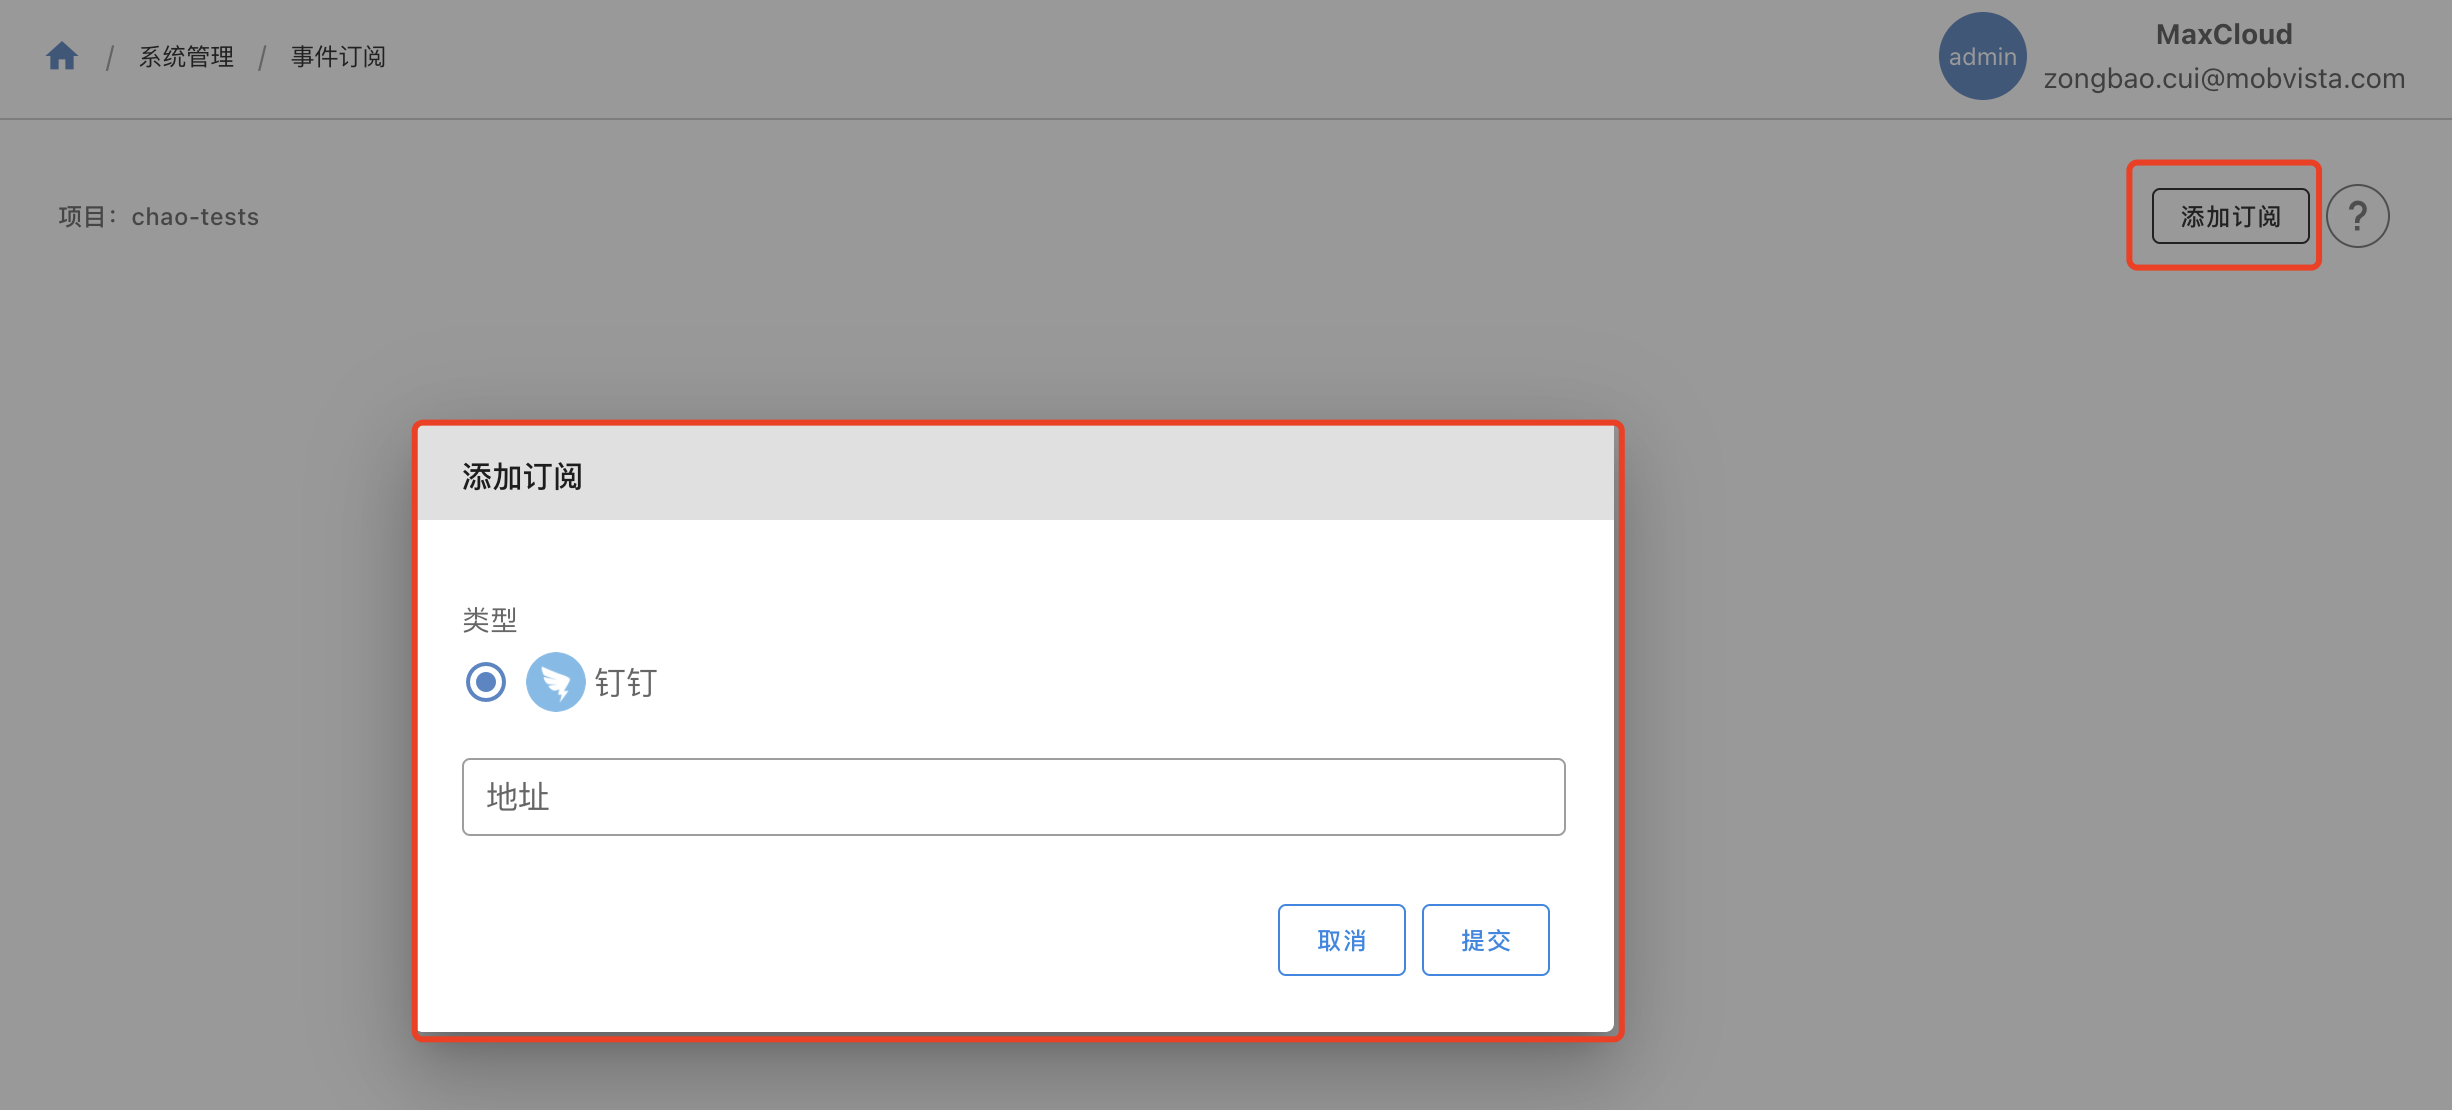 / 系统管理 / 事件订阅
admin
MaxCloud
zongbao.cui@mobvista.com
项目：chao-tests
添加订阅
?
添加订阅
类型
钉钉
地址
取消
提交